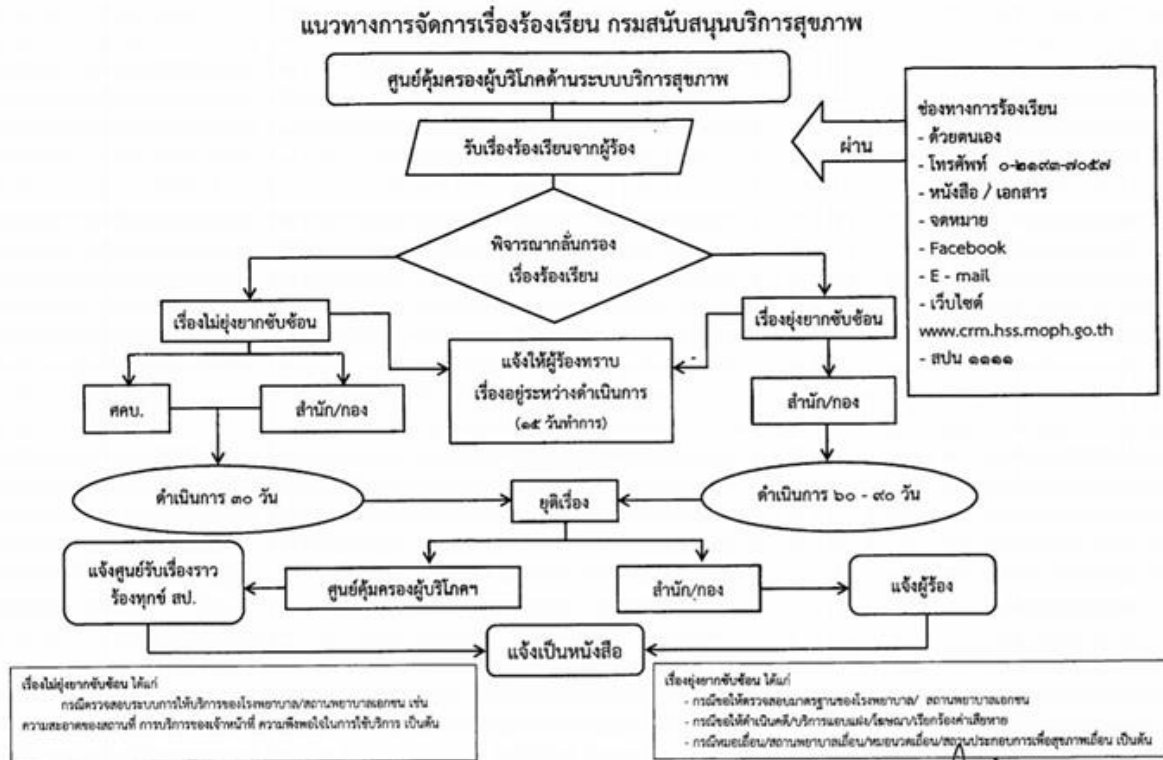 แนวทางการจัดการเรื่องร้องเรียน กรมสนับสนุนบริการสุขภาพ
ศูนย์คุ้มครองผู้บริโภคด้านระบบบริการสุขภาพ
รับเรื่องร้องเรียนจากผู้ร้อง
ผ่าน
ช่องทางการร้องเรียน
- ด้วยตนเอง
- โทรศัพท์ ๐-๒๑๙๓-๗๐๕๗
- หนังสือ / เอกสาร
- จดหมาย
- Facebook
- E - mail
- เว็บไซต์
www.crm.hss.moph.go.th
- สปน ๑๑๑๑
พิจารณากลั่นกรอง
เรื่องร้องเรียน
เรื่องไม่ยุ่งยากซับซ้อน
เรื่องยุ่งยากซับซ้อน
แจ้งให้ผู้ร้องทราบ
เรื่องอยู่ระหว่างดำเนินการ
(๑๕ วันทำการ)
ศคบ.
สำนัก/กอง
สำนัก/กอง
ดำเนินการ ๓๐ วัน
ยุติเรื่อง
ดำเนินการ ๖๐ - ๙๐ วัน
แจ้งศูนย์รับเรื่องราว
ร้องทุกข์ สป.
ศูนย์คุ้มครองผู้บริโภคฯ
สำนัก/กอง
แจ้งผู้ร้อง
แจ้งเป็นหนังสือ
เรื่องไม่ยุ่งยากซับซ้อน ได้แก่
กรณีตรวจสอบระบบการให้บริการของโรงพยาบาล/สถานพยาบาลเอกชน เช่น
ความสะอาดของสถานที่ การบริการของเจ้าหน้าที่ ความพึงพอใจในการใช้บริการ เป็นต้น
เรื่องยุ่งยากซับซ้อน ได้แก่
- กรณีขอให้ตรวจสอบมาตรฐานของโรงพยาบาล/ สถานพยาบาลเอกชน
- กรณีขอให้ดำเนินคดี/บริการแอบแฝง/โฆษณา/เรียกร้องค่าเสียหาย
- กรณีหมอเถื่อน/สถานพยาบาลเถื่อน/หมอนวดเถื่อน/สถานประกอบการเพื่อสุขภาพเถื่อน เป็นต้น